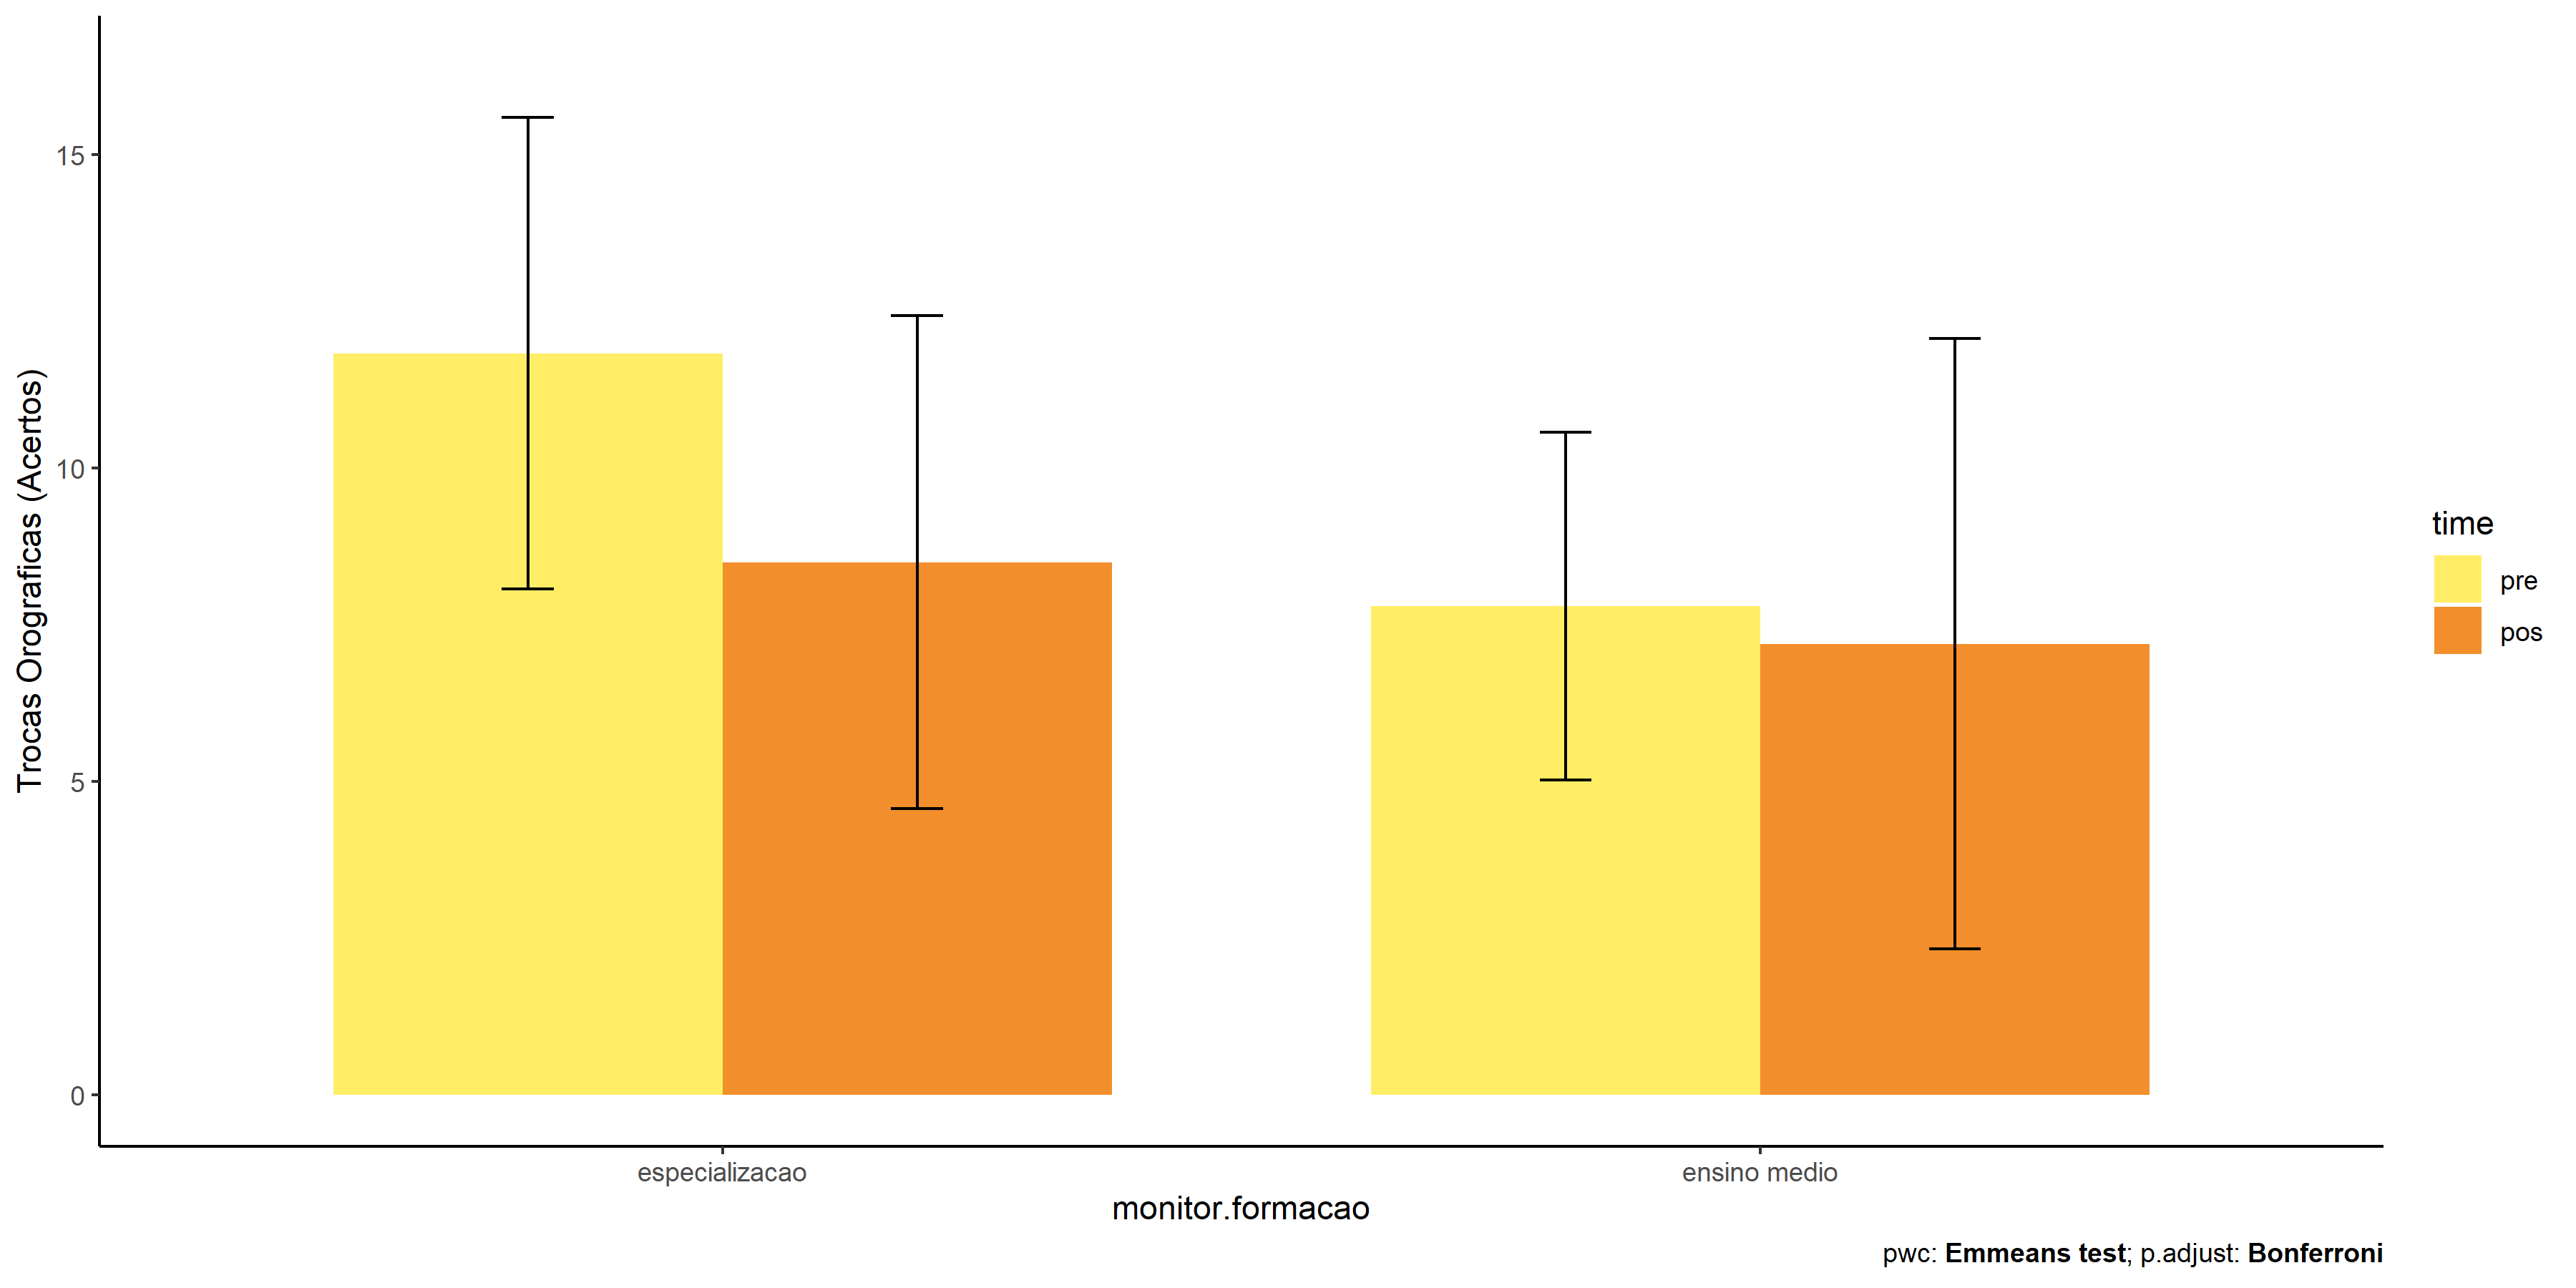 15
10
5
0
Trocas Orograficas (Acertos)
especializacao
ensino medio
monitor.formacao
time
pre
pos
pwc: Emmeans test; p.adjust: Bonferroni